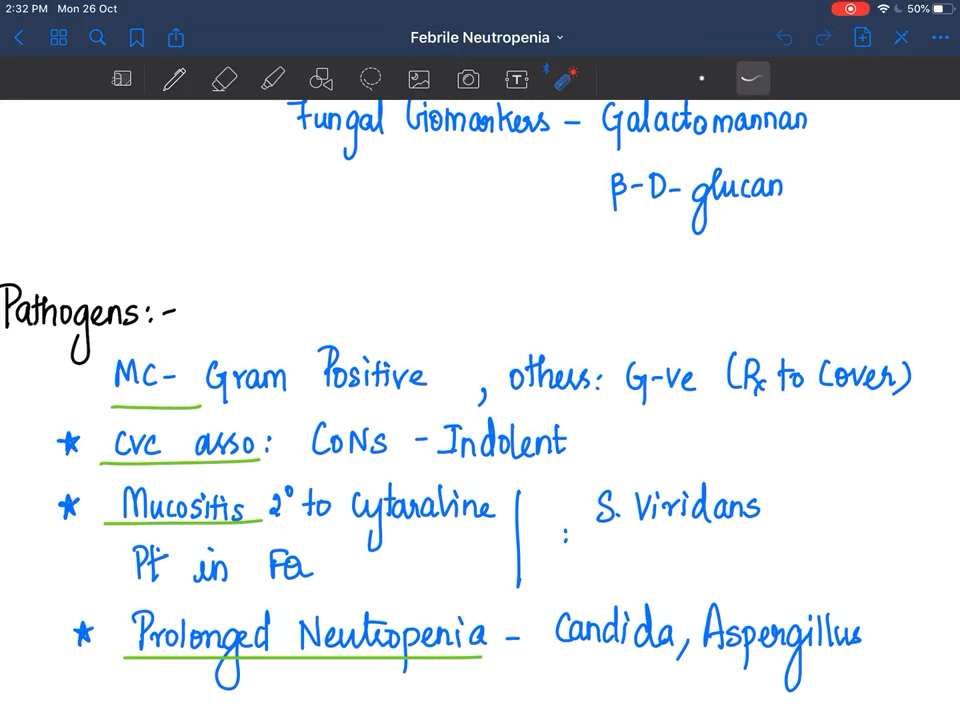 2:32 PM Mon 26 Oct 50%
Febrile Neutropenia
Fungal Biomarkers - Galactomannan
β-D-glucan
Pathogens:-
MC- Gram Positive, others: G-ve (Rx to Cover)
* CVC asso: CoNS - Indolent
* Mucositis 2° to Cytarabine : S. Viridans
Pt in FQ
* Prolonged Neutropenia - Candida, Aspergillus